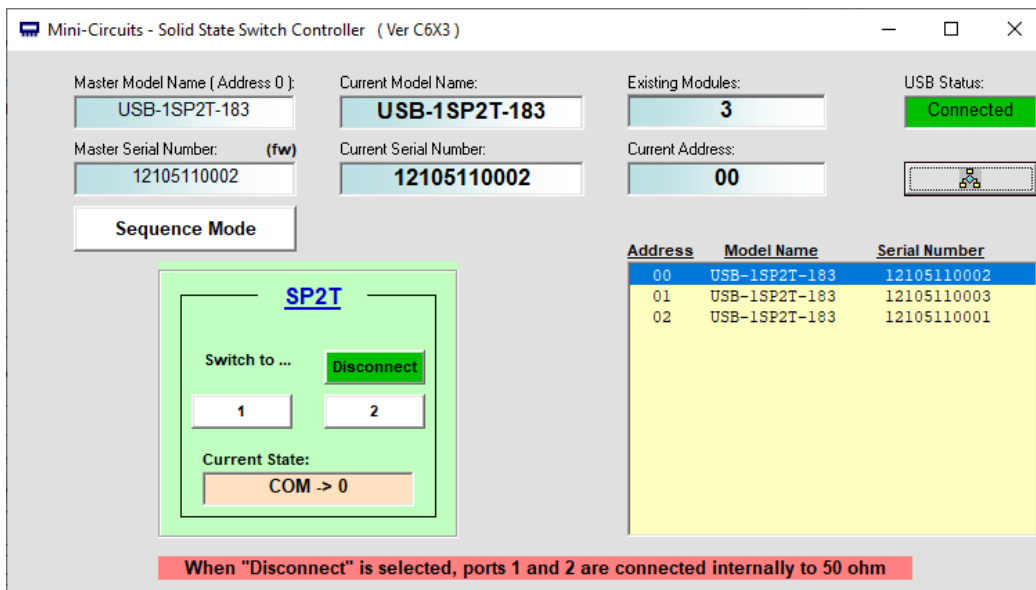 Mini-Circuits - Solid State Switch Controller ( Ver C6X3 )
Master Model Name ( Address 0 ): Current Model Name: Existing Modules: USB Status:
USB-1SP2T-183 USB-1SP2T-183 3 Connected
Master Serial Number: (fw) Current Serial Number: Current Address:
12105110002 12105110002 00
Sequence Mode
Address Model Name Serial Number
00 USB-1SP2T-183 12105110002
01 USB-1SP2T-183 12105110003
02 USB-1SP2T-183 12105110001
SP2T
Switch to ... Disconnect
1 2
Current State:
COM -> 0
When "Disconnect" is selected, ports 1 and 2 are connected internally to 50 ohm